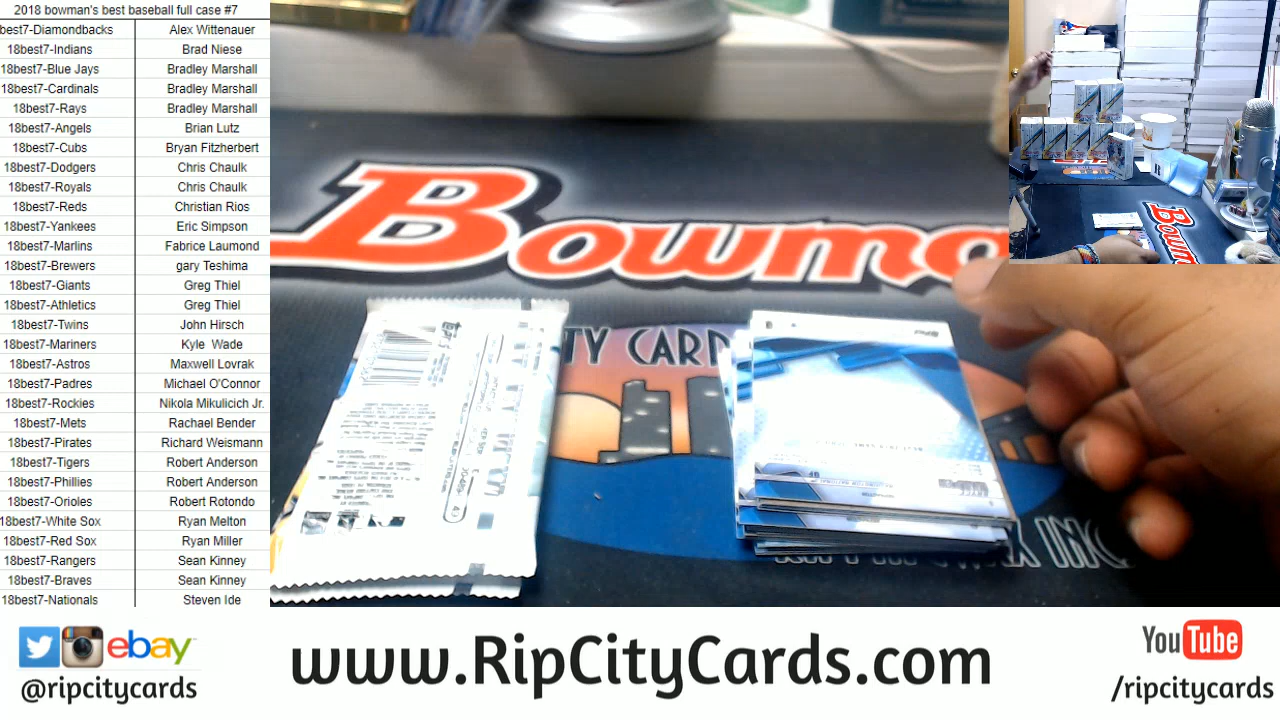 2018 bowman's best baseball full case #7
best7-Diamondbacks Alex Wittenauer
18best7-Indians Brad Niese
18best7-Blue Jays Bradley Marshall
18best7-Cardinals Bradley Marshall
18best7-Rays Bradley Marshall
18best7-Angels Brian Lutz
18best7-Cubs Bryan Fitzherbert
18best7-Dodgers Chris Chaulk
18best7-Royals Chris Chaulk
18best7-Reds Christian Rios
18best7-Yankees Eric Simpson
18best7-Marlins Fabrice Laumond
18best7-Brewers gary Teshima
18best7-Giants Greg Thiel
18best7-Athletics Greg Thiel
18best7-Twins John Hirsch
18best7-Mariners Kyle Wade
18best7-Astros Maxwell Lovrak
18best7-Padres Michael O'Connor
18best7-Rockies Nikola Mikulicich Jr.
18best7-Mets Rachael Bender
18best7-Pirates Richard Weismann
18best7-Tigers Robert Anderson
18best7-Phillies Robert Anderson
18best7-Orioles Robert Rotondo
18best7-White Sox Ryan Melton
18best7-Red Sox Ryan Miller
18best7-Rangers Sean Kinney
18best7-Braves Sean Kinney
18best7-Nationals Steven Ide
Bowma
TY CARD
INC
Bowm
ebay
@ripcitycards
www.RipCityCards.com
YouTube
/ripcitycards